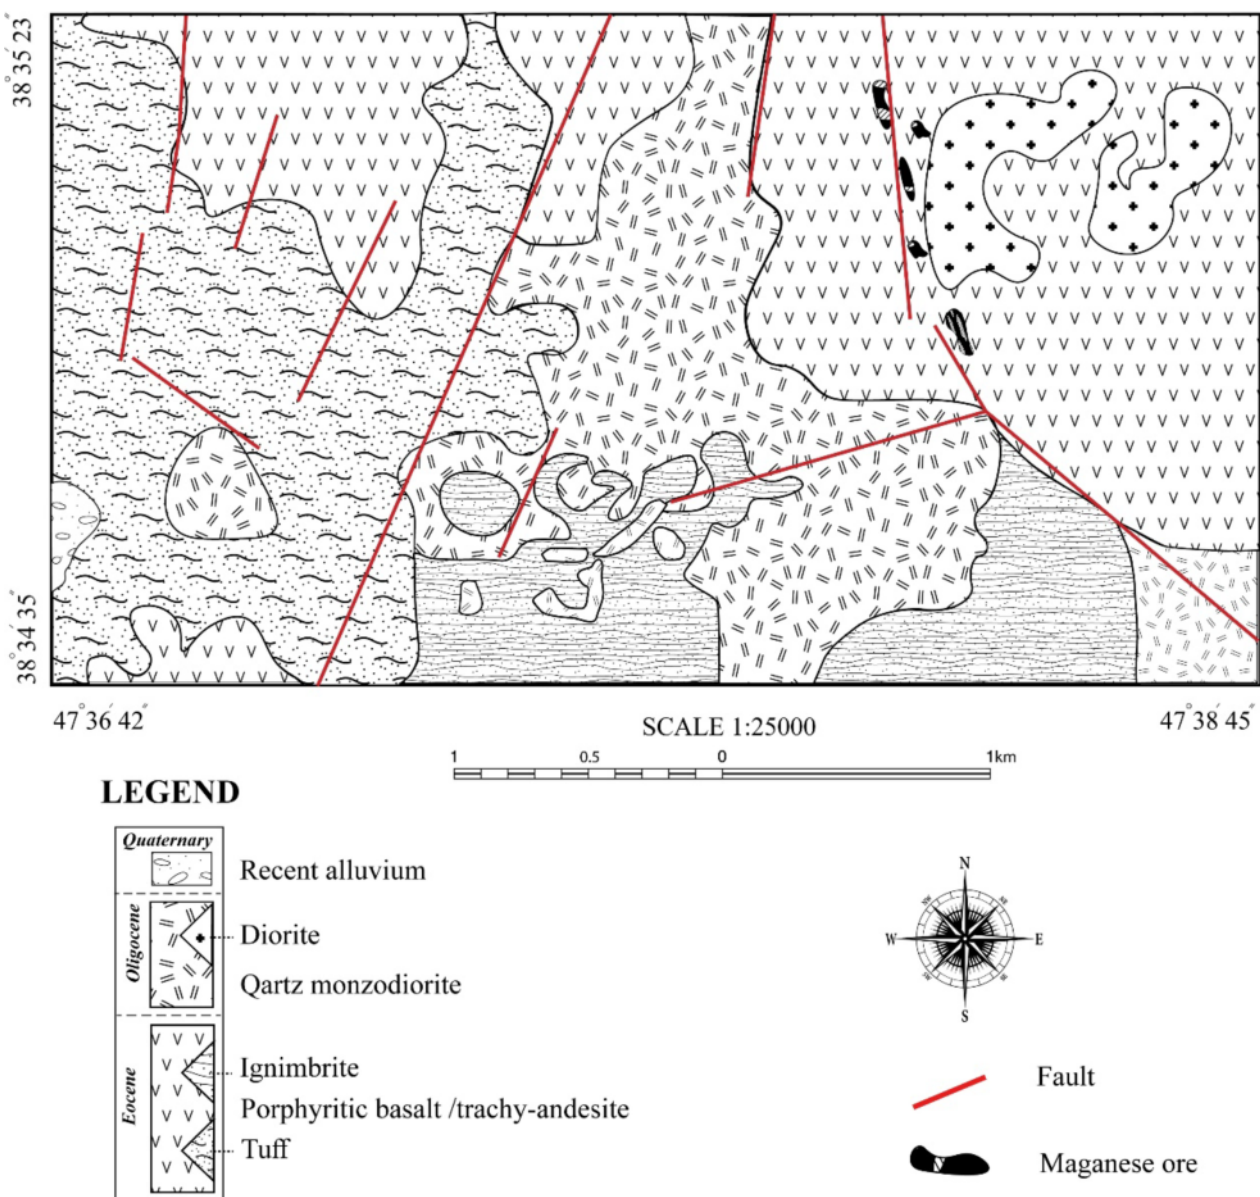 38° 35′ 23
38° 34′ 35″
47° 36′ 42″
47° 38′ 45″
SCALE 1:25000
1 0.5 0 1km
LEGEND
Quaternary
Recent alluvium
Oligocene
Diorite
Qartz monzodiorite
Eocene
Ignimbrite
Porphyritic basalt /trachy-andesite
Tuff
N
W E
S
Fault
Maganese ore